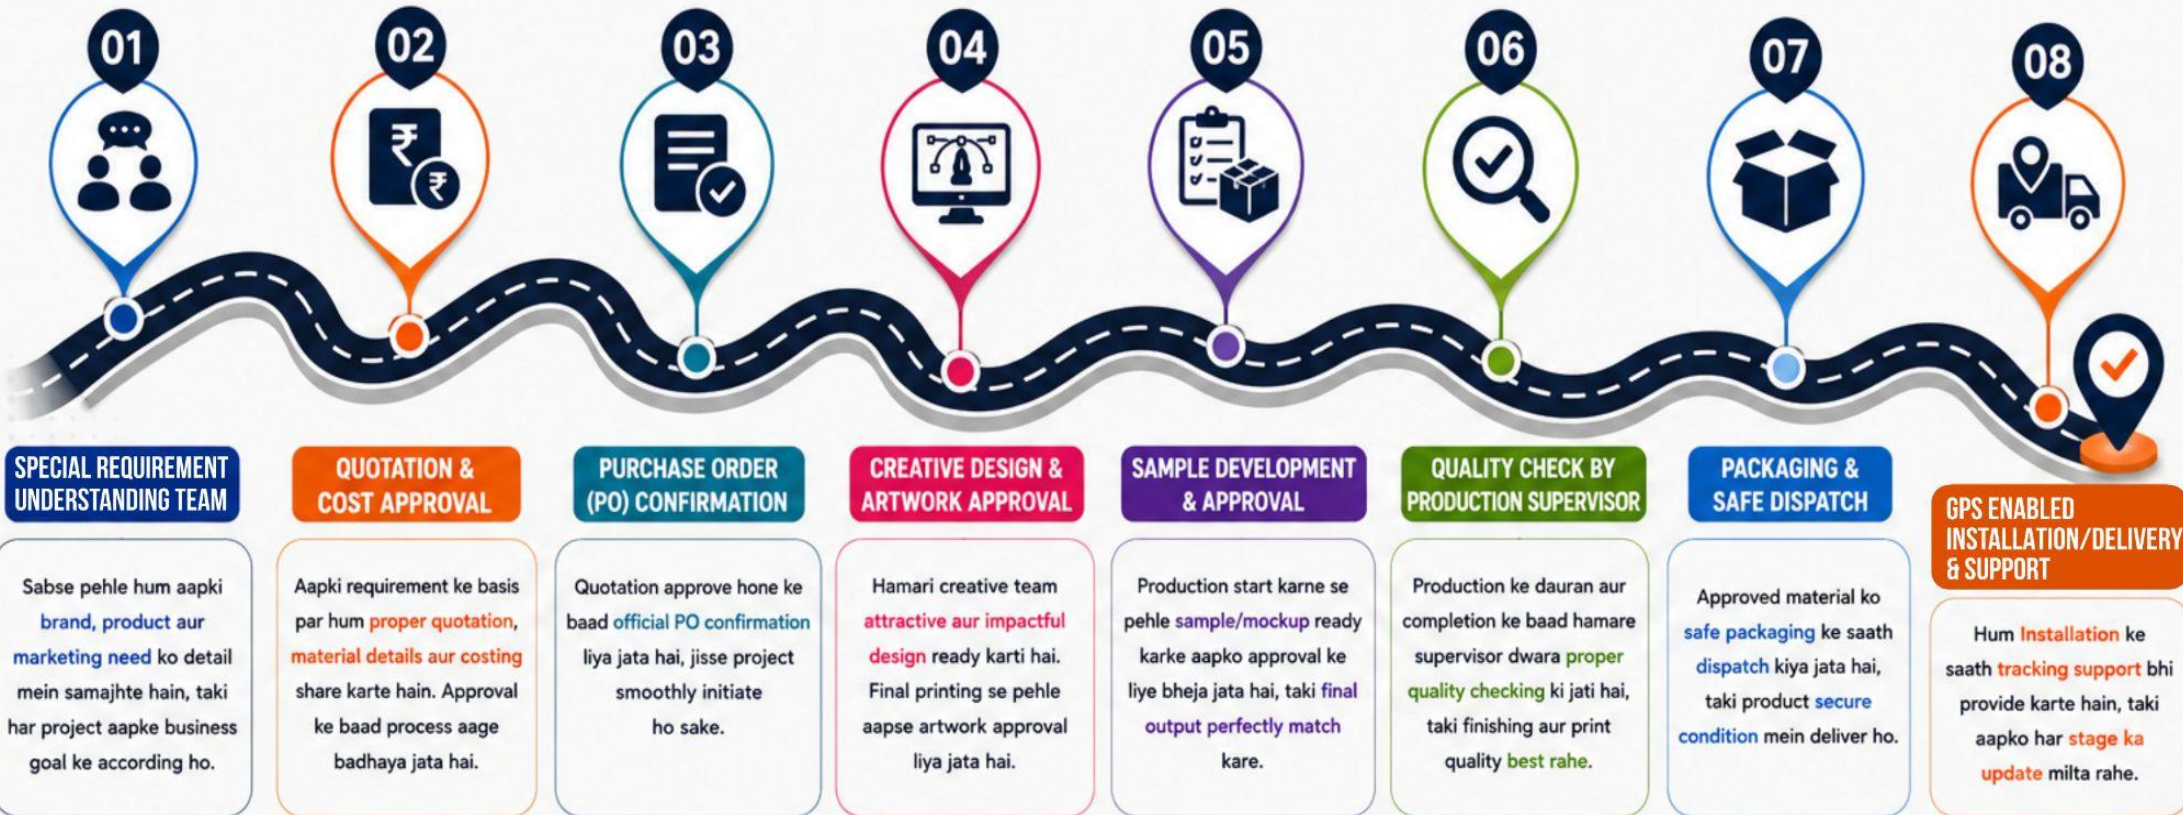 01
SPECIAL REQUIREMENT
UNDERSTANDING TEAM
Sabse pehle hum aapki
brand, product aur
marketing need ko detail
mein samajhte hain, taki
har project aapke business
goal ke according ho.
02
₹
₹
QUOTATION &
COST APPROVAL
Aapki requirement ke basis
par hum proper quotation,
material details aur costing
share karte hain. Approval
ke baad process aage
badhaya jata hai.
03
PURCHASE ORDER
(PO) CONFIRMATION
Quotation approve hone ke
baad official PO confirmation
liya jata hai, jisse project
smoothly initiate
ho sake.
04
CREATIVE DESIGN &
ARTWORK APPROVAL
Hamari creative team
attractive aur impactful
design ready karti hai.
Final printing se pehle
aapse artwork approval
liya jata hai.
05
SAMPLE DEVELOPMENT
& APPROVAL
Production start karne se
pehle sample/mockup ready
karke aapko approval ke
liye bheja jata hai, taki final
output perfectly match
kare.
06
QUALITY CHECK BY
PRODUCTION SUPERVISOR
Production ke dauran aur
completion ke baad hamare
supervisor dwara proper
quality checking ki jati hai,
taki finishing aur print
quality best rahe.
07
PACKAGING &
SAFE DISPATCH
Approved material ko
safe packaging ke saath
dispatch kiya jata hai,
taki product secure
condition mein deliver ho.
08
GPS ENABLED
INSTALLATION/DELIVERY
& SUPPORT
Hum Installation ke
saath tracking support bhi
provide karte hain, taki
aapko har stage ka
update milta rahe.